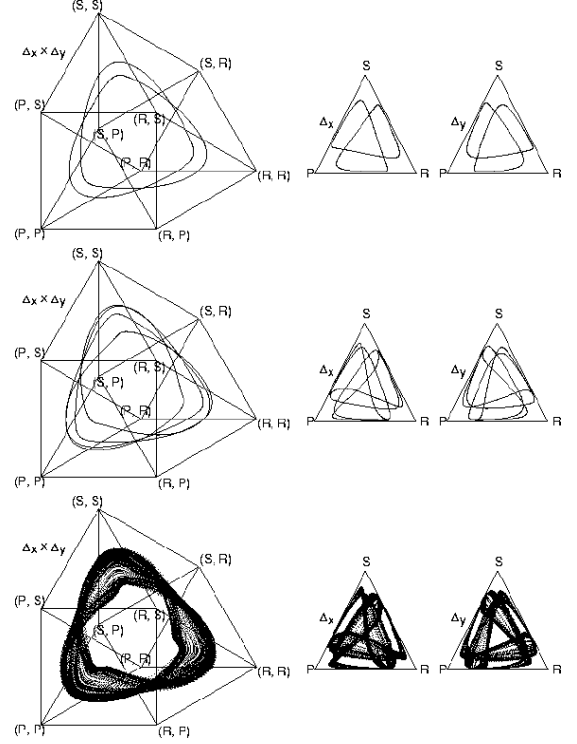 (S, S)
Δx × Δy
(S, R)
(P, S)
(R, S)
(S, P)
(P, R)
(R, R)
(P, P)
(R, P)
S
Δx
P
R
S
Δy
P
R
(S, S)
Δx × Δy
(S, R)
(P, S)
(R, S)
(S, P)
(P, R)
(R, R)
(P, P)
(R, P)
S
Δx
P
R
S
Δy
P
R
(S, S)
Δx × Δy
(S, R)
(P, S)
(R, S)
(S, P)
(P, R)
(R, R)
(P, P)
(R, P)
S
Δx
P
R
S
Δy
P
R